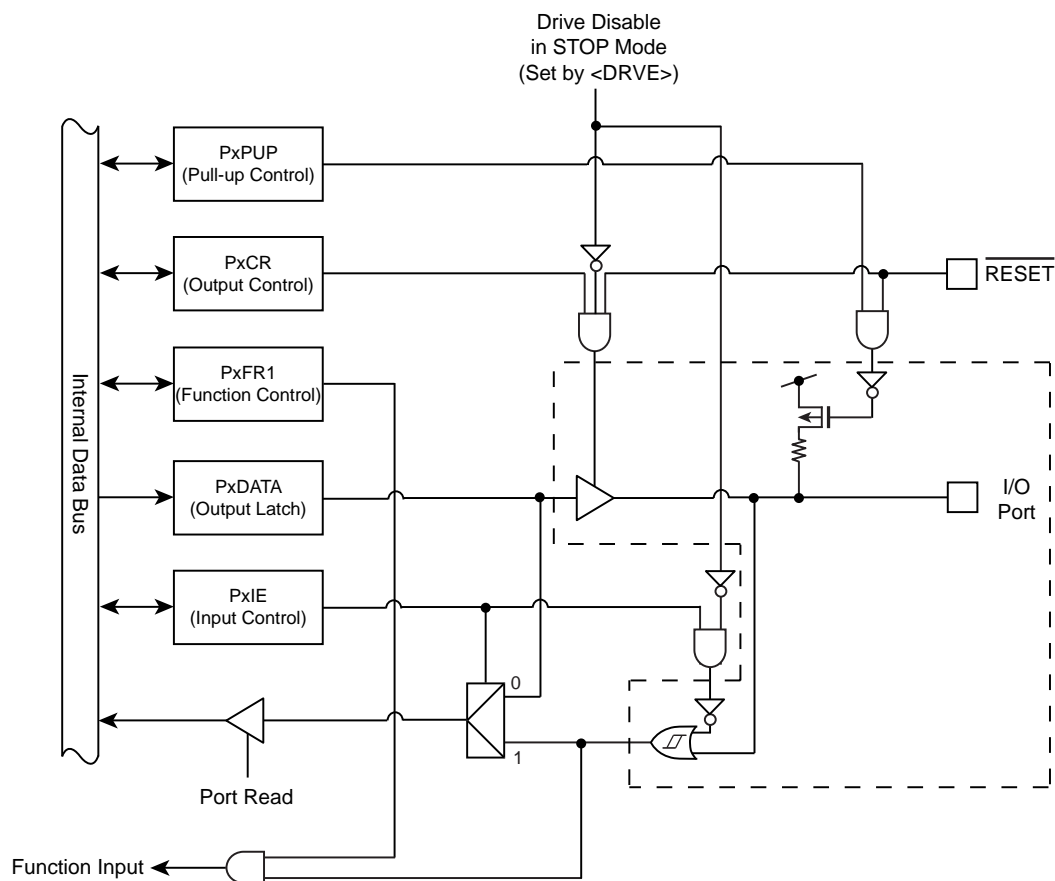 Drive Disable
in STOP Mode
(Set by <DRVE>)
PxPUP
(Pull-up Control)
PxCR
(Output Control)
RESET
PxFR1
(Function Control)
Internal Data Bus
PxDATA
(Output Latch)
I/O
Port
PxIE
(Input Control)
0
1
Port Read
Function Input